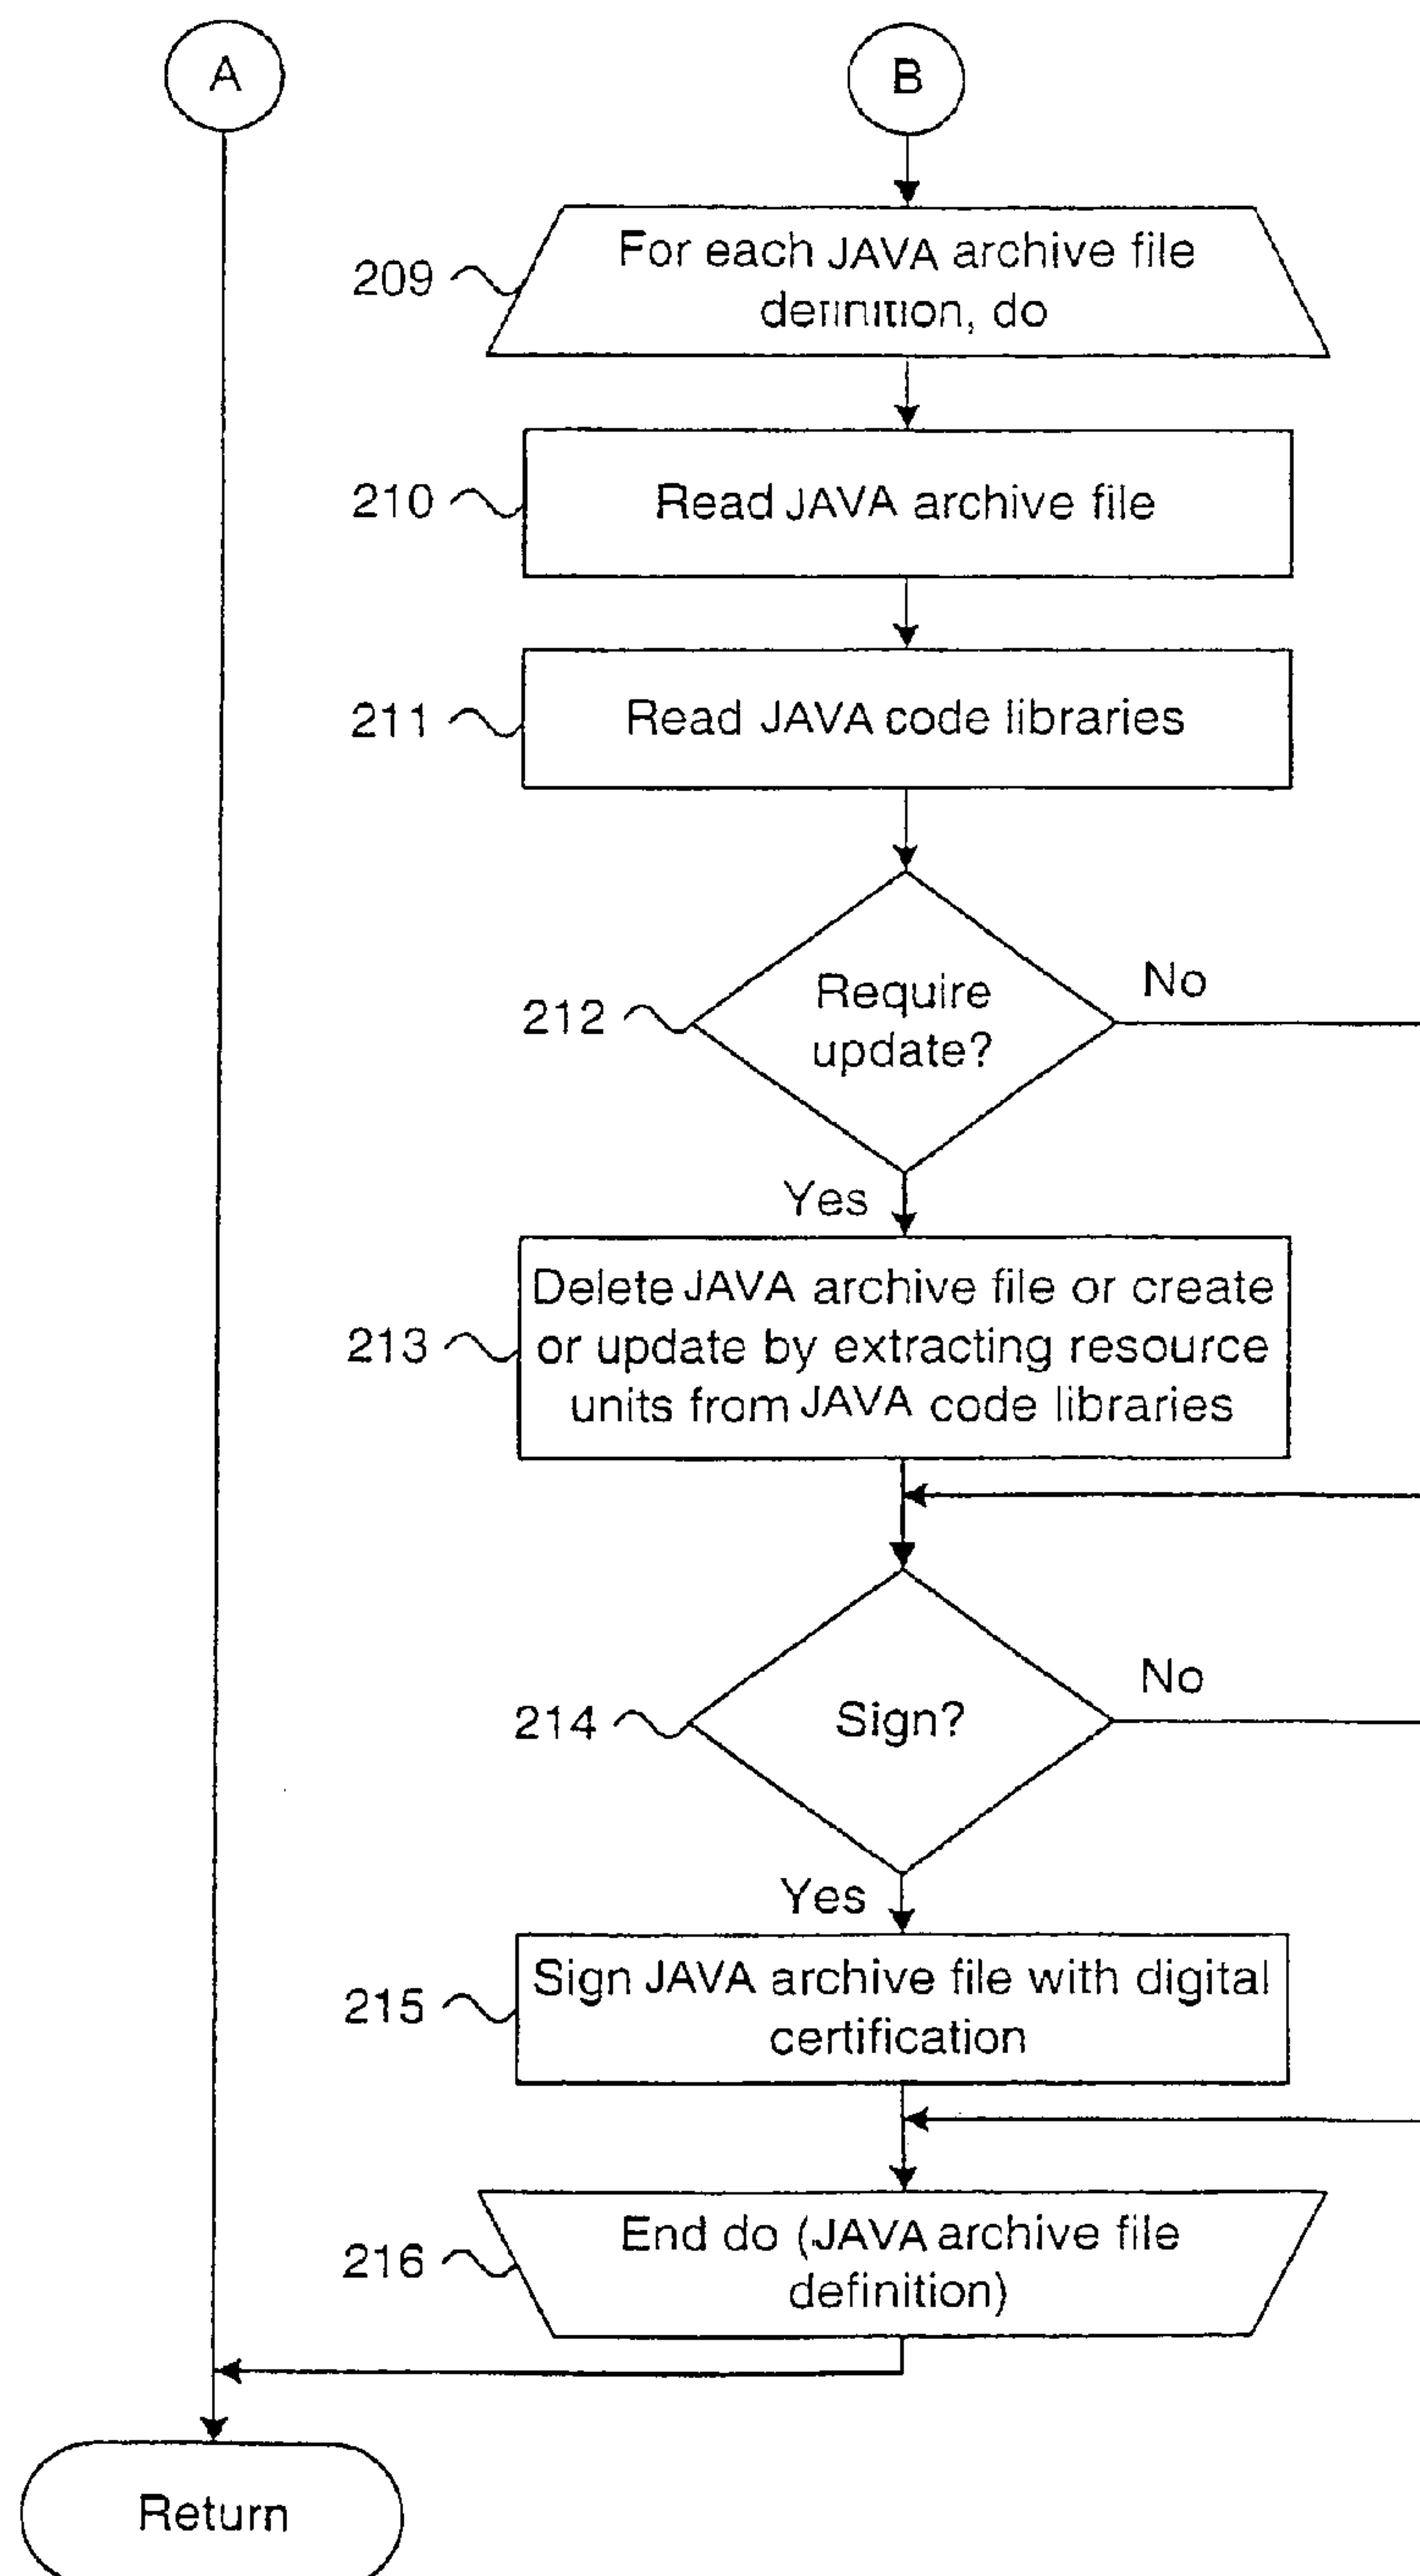 A
B
209
For each JAVA archive file
definition, do
210
Read JAVA archive file
211
Read JAVA code libraries
212
Require
update?
No
Yes
213
Delete JAVA archive file or create
or update by extracting resource
units from JAVA code libraries
214
Sign?
No
Yes
215
Sign JAVA archive file with digital
certification
216
End do (JAVA archive file
definition)
Return